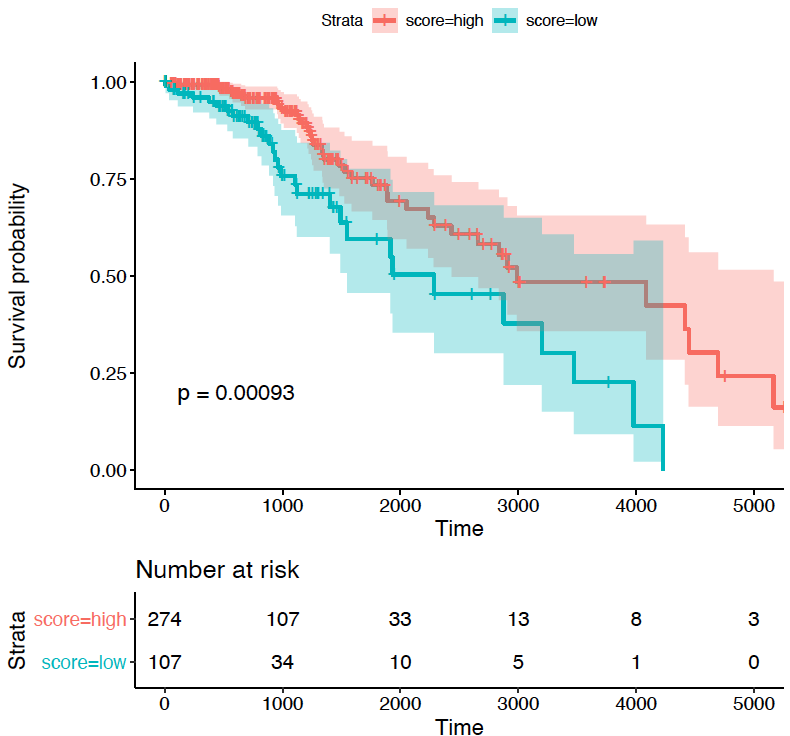 Strata score=high score=low
Survival probability
1.00
0.75
0.50
0.25
0.00
p = 0.00093
0 1000 2000 3000 4000 5000
Time
Number at risk
Strata
score=high 274 107 33 13 8 3
score=low 107 34 10 5 1 0
0 1000 2000 3000 4000 5000
Time